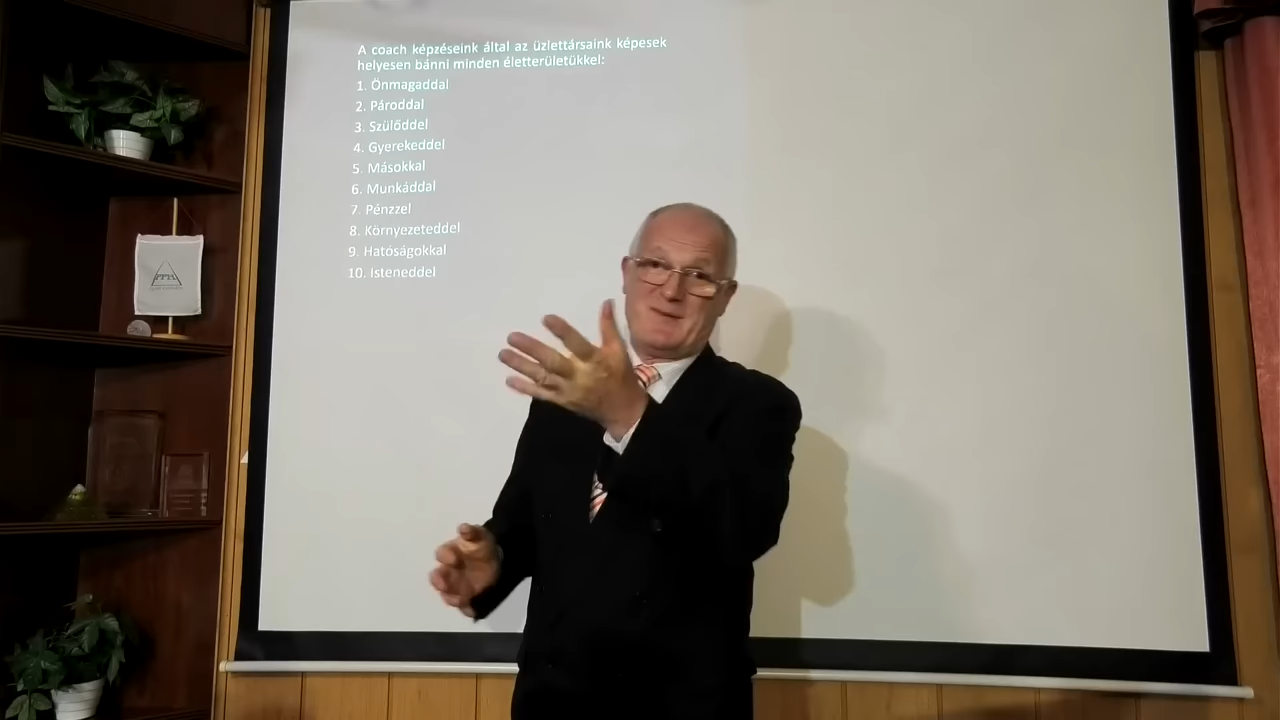 A coach képzéseink által az üzlettársaink képesek
helyesen bánni minden életterületükkel:
1. Önmagaddal
2. Pároddal
3. Szülőddel
4. Gyerekeddel
5. Másokkal
6. Munkáddal
7. Pénzzel
8. Környezeteddel
9. Hatóságokkal
10. Isteneddel